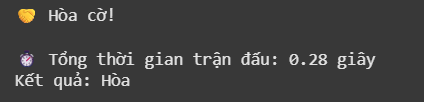 🤝 Hòa cờ!
⏱️ Tổng thời gian trận đấu: 0.28 giây
Kết quả: Hòa